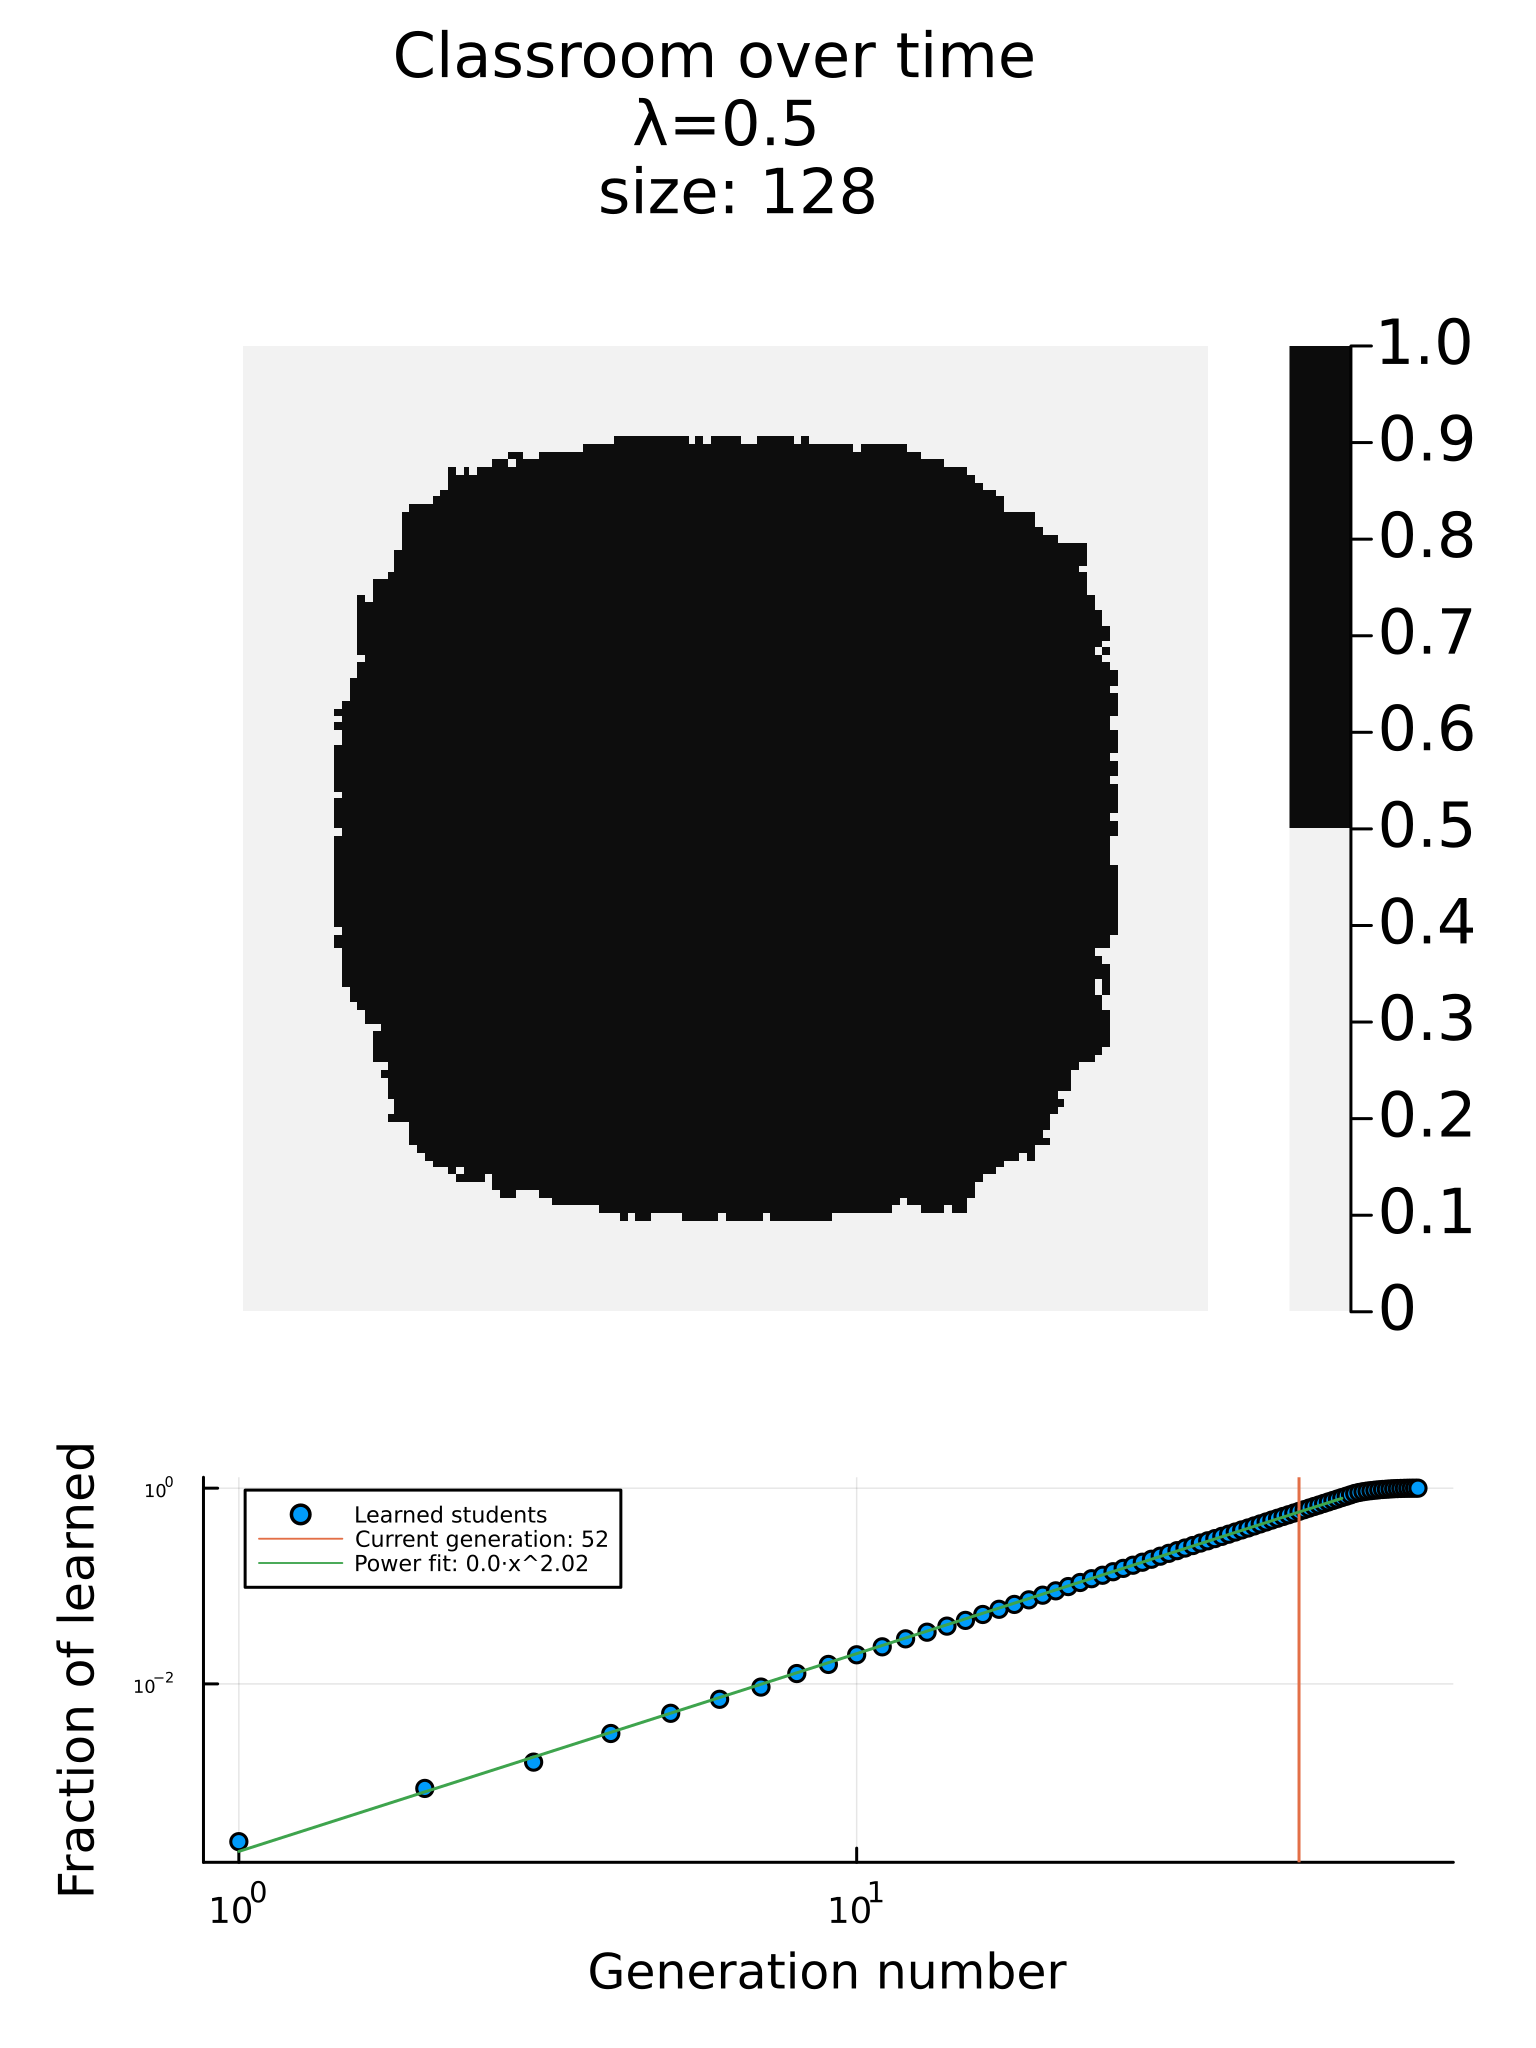 Classroom over time
λ=0.5
size: 128
1.0
0.9
0.8
0.7
0.6
0.5
0.4
0.3
0.2
0.1
0
Fraction of learned
10^0
10^−2
Learned students
Current generation: 52
Power fit: 0.0·x^2.02
10^0
10^1
Generation number